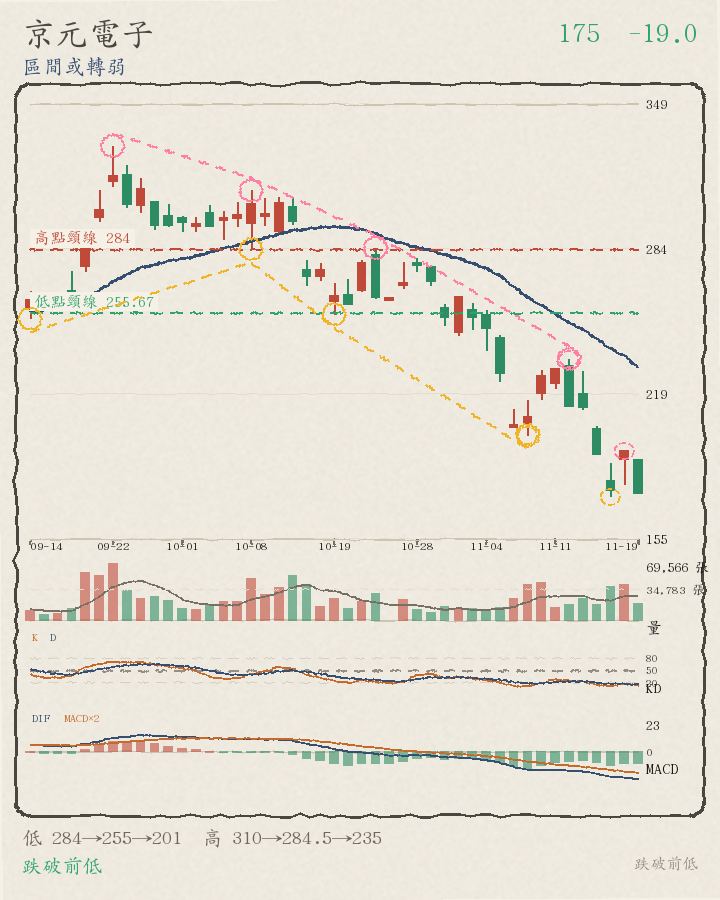 京元電子
175 -19.0
區間或轉弱
349
高點頸線 284
284
低點頸線 255.67
219
155
09-14 09-22 10-01 10-08 10-19 10-28 11-04 11-11 11-19
69,566 張
34,783 張
量
K D
80
50
20
KD
DIF MACD×2
23
0
MACD
低 284→255→201 高 310→284.5→235
跌破前低
跌破前低